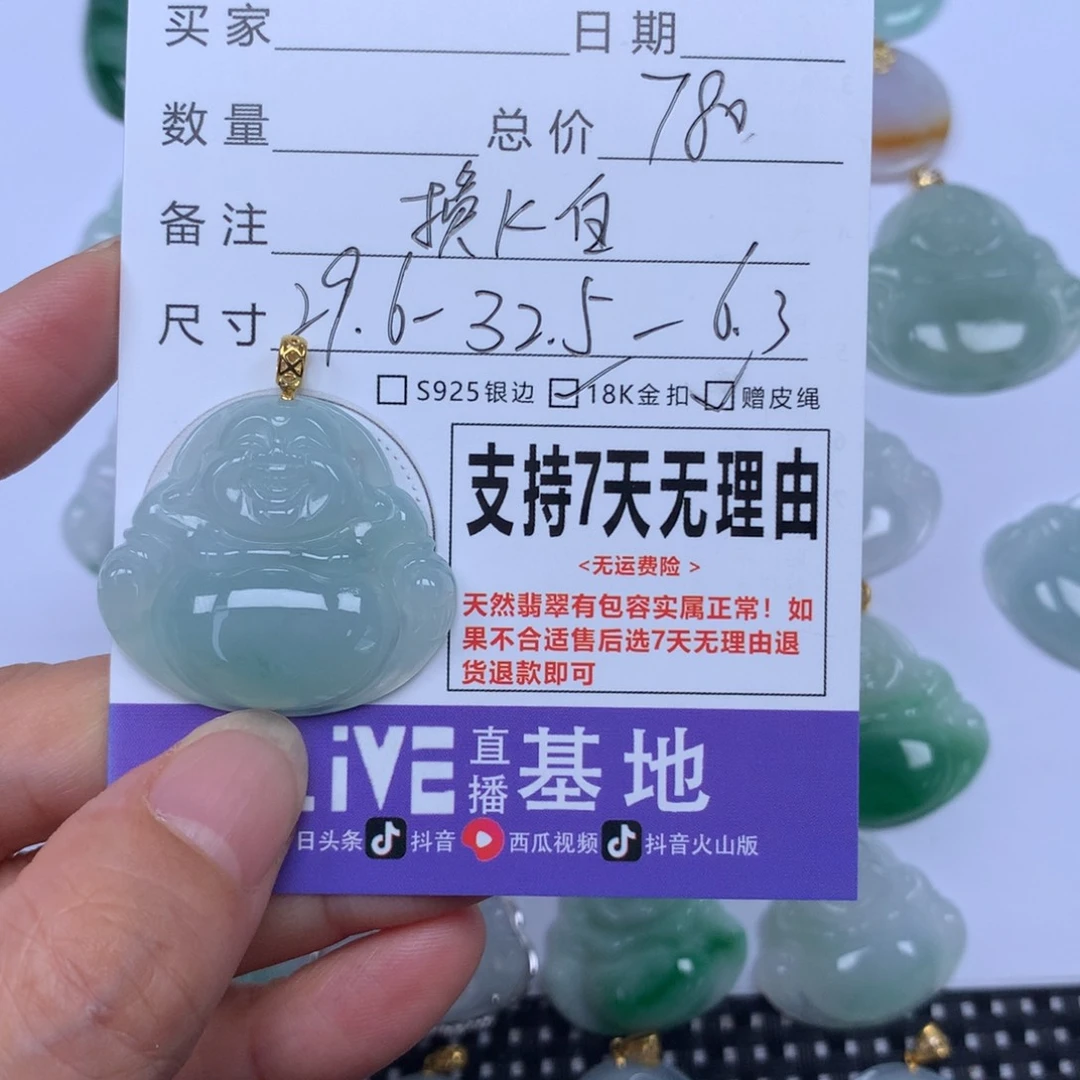 买家 日期
数量 总价 780
备注 换K白
尺寸 29.6-32.5-6.3
S925银边 18K金扣 赠皮绳
支持7天无理由
<无运费险 >
天然翡翠有包容实属正常！如
果不合适售后选7天无理由退
货退款即可
LiVE 直播 基地
日头条 抖音 西瓜视频 抖音火山版